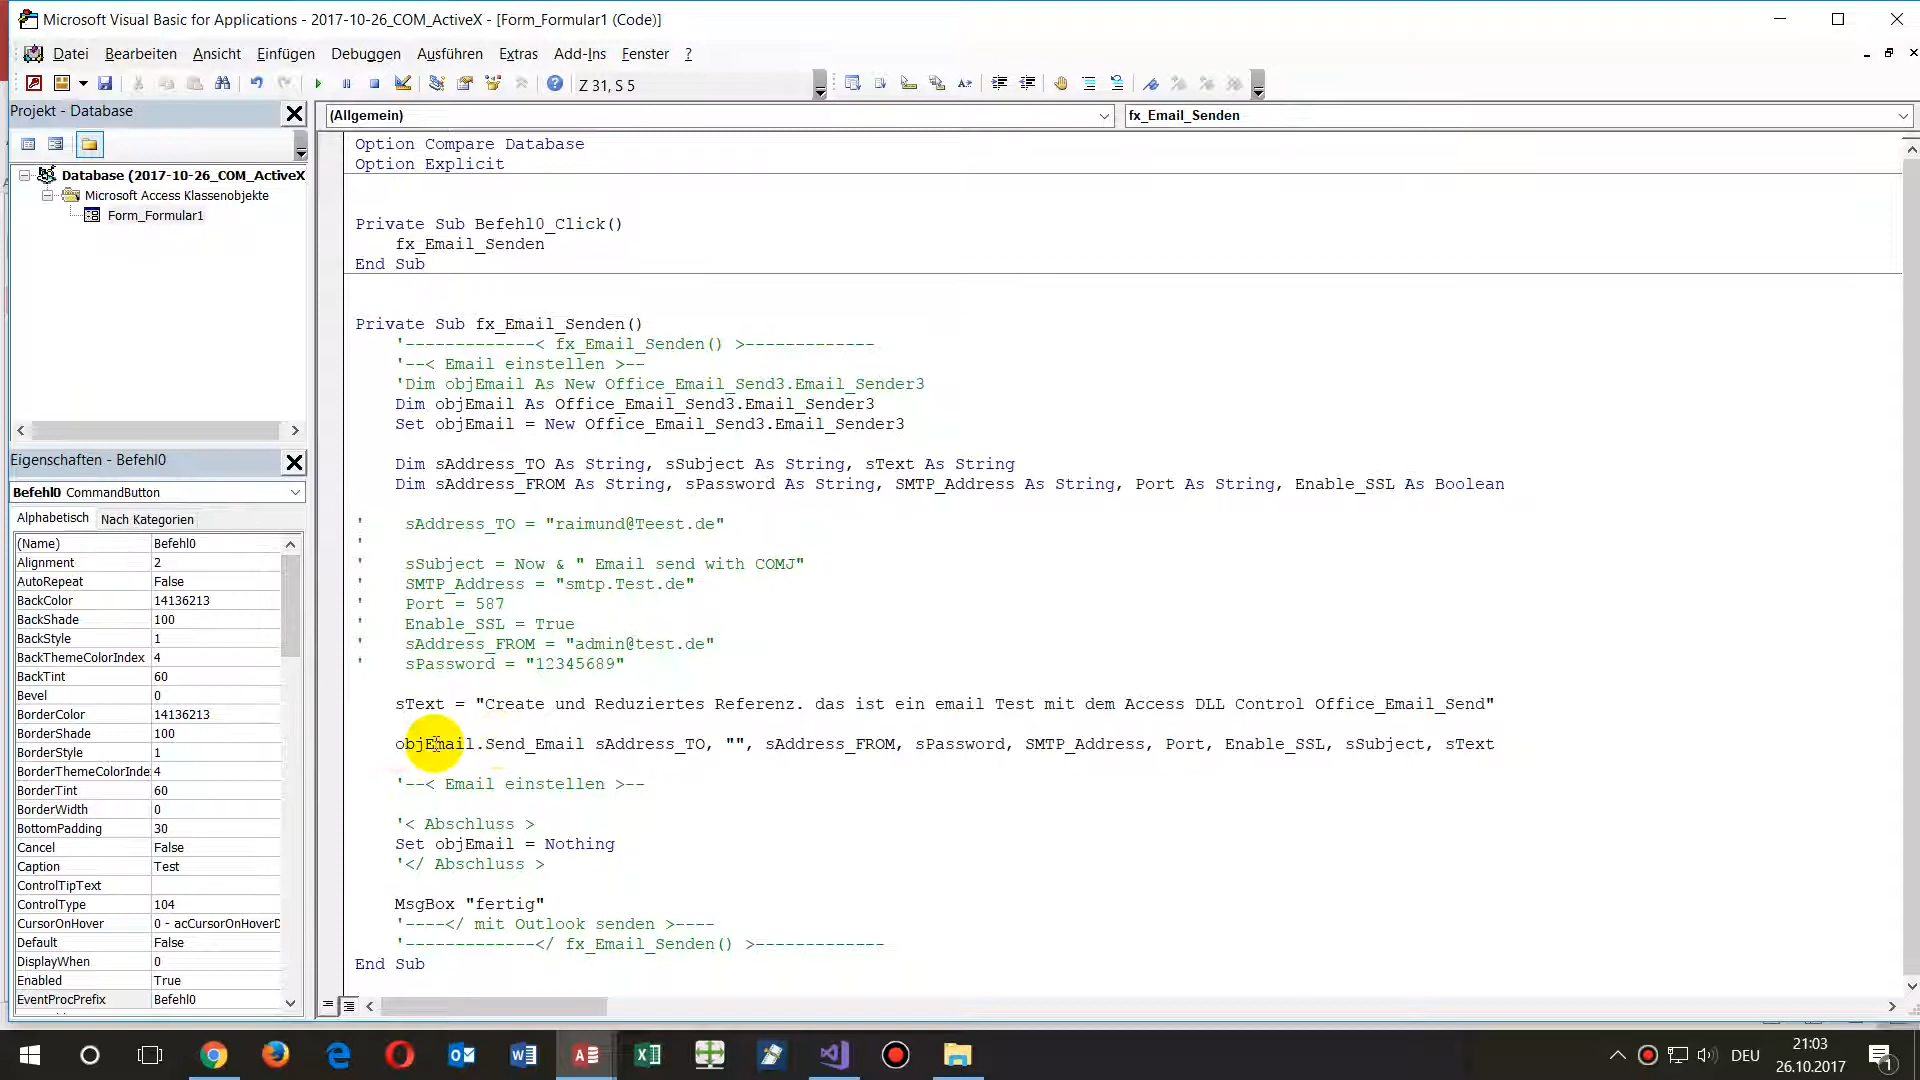 Microsoft Visual Basic for Applications - 2017-10-26_COM_ActiveX - [Form_Formular1 (Code)]
Datei Bearbeiten Ansicht Einfügen Debuggen Ausführen Extras Add-Ins Fenster ?
Z 31, S 5
Projekt - Database
Database (2017-10-26_COM_ActiveX
Microsoft Access Klassenobjekte
Form_Formular1
Eigenschaften - Befehl0
Befehl0 CommandButton
Alphabetisch Nach Kategorien
(Name) Befehl0
Alignment 2
AutoRepeat False
BackColor 14136213
BackShade 100
BackStyle 1
BackThemeColorIndex 4
BackTint 60
Bevel 0
BorderColor 14136213
BorderShade 100
BorderStyle 1
BorderThemeColorInde: 4
BorderTint 60
BorderWidth 0
BottomPadding 30
Cancel False
Caption Test
ControlTipText
ControlType 104
CursorOnHover 0 - acCursorOnHoverD
Default False
DisplayWhen 0
Enabled True
EventProcPrefix Befehl0
(Allgemein) fx_Email_Senden
Option Compare Database
Option Explicit
Private Sub Befehl0_Click()
fx_Email_Senden
End Sub
Private Sub fx_Email_Senden()
'-------------< fx_Email_Senden() >-------------
'--< Email einstellen >--
'Dim objEmail As New Office_Email_Send3.Email_Sender3
Dim objEmail As Office_Email_Send3.Email_Sender3
Set objEmail = New Office_Email_Send3.Email_Sender3
Dim sAddress_TO As String, sSubject As String, sText As String
Dim sAddress_FROM As String, sPassword As String, SMTP_Address As String, Port As String, Enable_SSL As Boolean
' sAddress_TO = "raimund@Teest.de"
'
' sSubject = Now & " Email send with COMJ"
' SMTP_Address = "smtp.Test.de"
' Port = 587
' Enable_SSL = True
' sAddress_FROM = "admin@test.de"
' sPassword = "12345689"
sText = "Create und Reduziertes Referenz. das ist ein email Test mit dem Access DLL Control Office_Email_Send"
objEmail.Send_Email sAddress_TO, "", sAddress_FROM, sPassword, SMTP_Address, Port, Enable_SSL, sSubject, sText
'--< Email einstellen >--
'< Abschluss >
Set objEmail = Nothing
'</ Abschluss >
MsgBox "fertig"
'----</ mit Outlook senden >----
'-------------</ fx_Email_Senden() >-------------
End Sub
DEU
21:03
26.10.2017
1